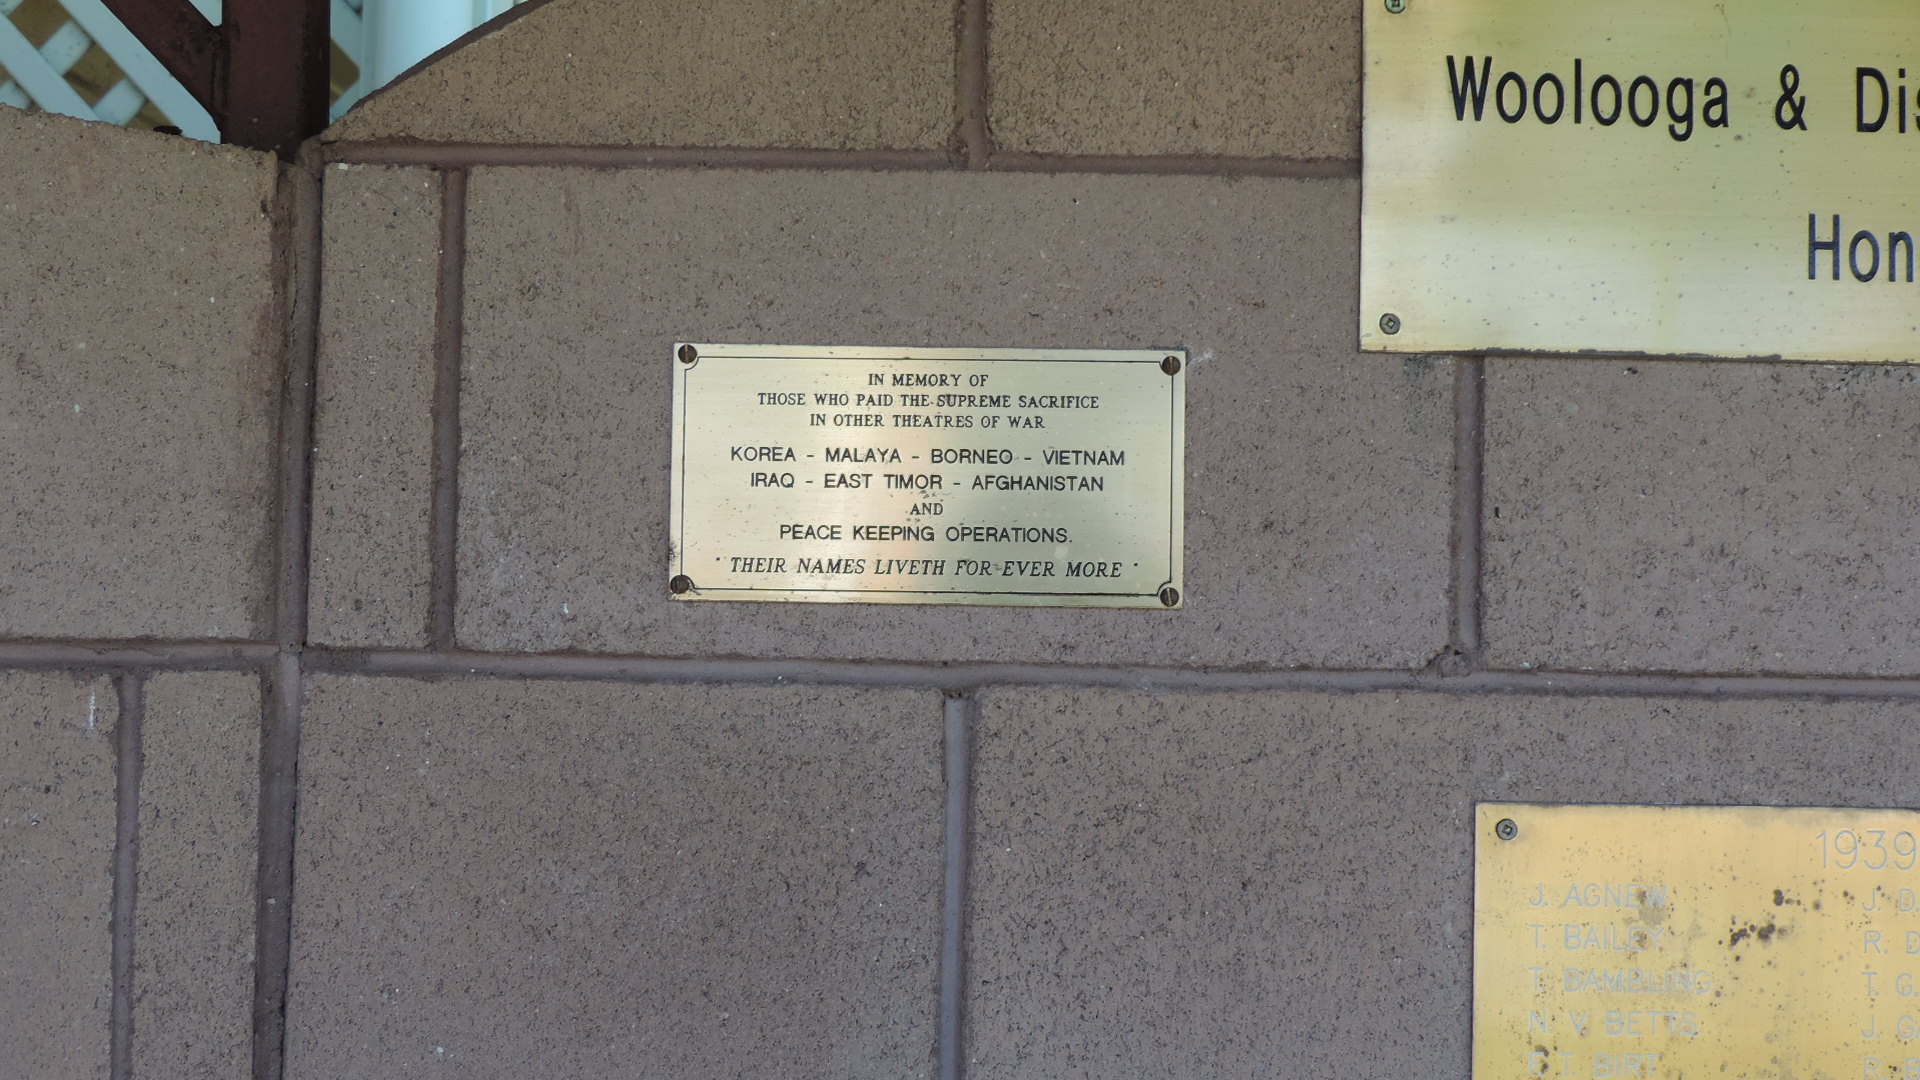 Woolooga & Dis
Hon
IN MEMORY OF
THOSE WHO PAID THE SUPREME SACRIFICE
IN OTHER THEATRES OF WAR
KOREA - MALAYA - BORNEO - VIETNAM
IRAQ - EAST TIMOR - AFGHANISTAN
AND
PEACE KEEPING OPERATIONS.
" THEIR NAMES LIVETH FOR EVER MORE "
1939
J. AGNEW J. D.
T. BAILEY R. D
T. BAMBLING T. G.
N. V. BETTS J. G
F. T. BIRT R.